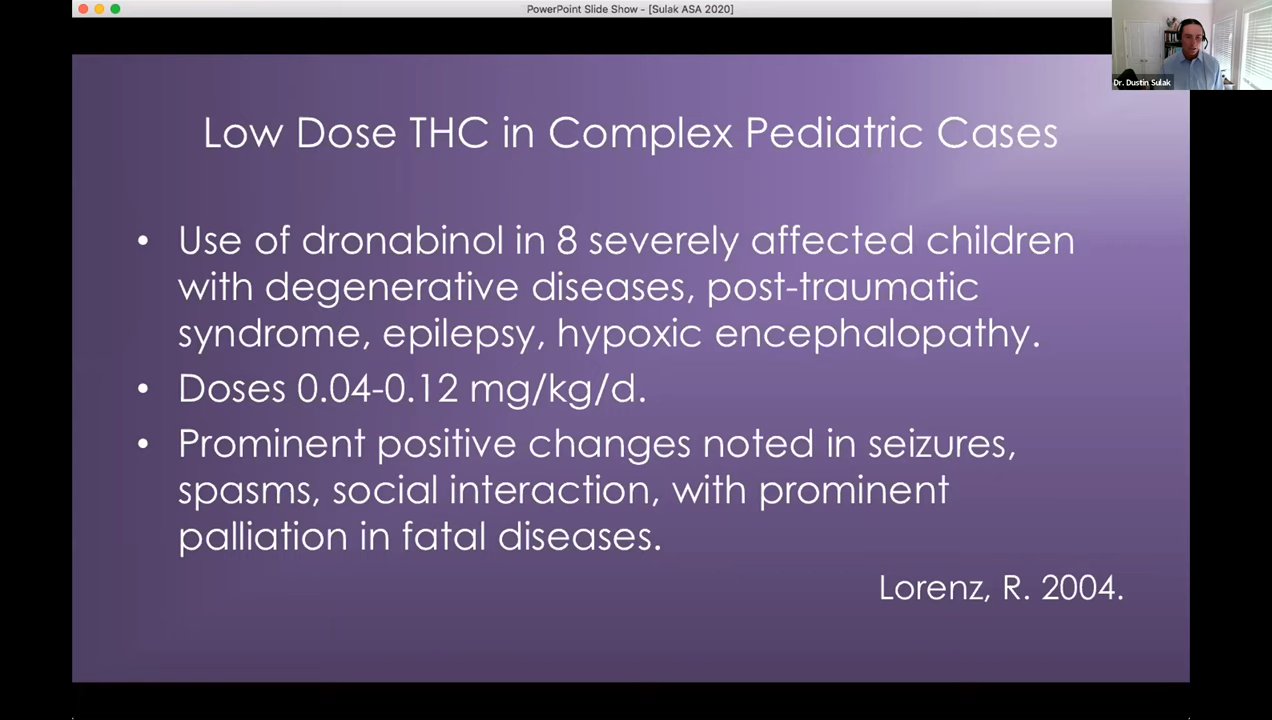 PowerPoint Slide Show - [Sulak ASA 2020]
Dr. Dustin Sulak
Low Dose THC in Complex Pediatric Cases
• Use of dronabinol in 8 severely affected children
with degenerative diseases, post-traumatic
syndrome, epilepsy, hypoxic encephalopathy.
• Doses 0.04-0.12 mg/kg/d.
• Prominent positive changes noted in seizures,
spasms, social interaction, with prominent
palliation in fatal diseases.
Lorenz, R. 2004.